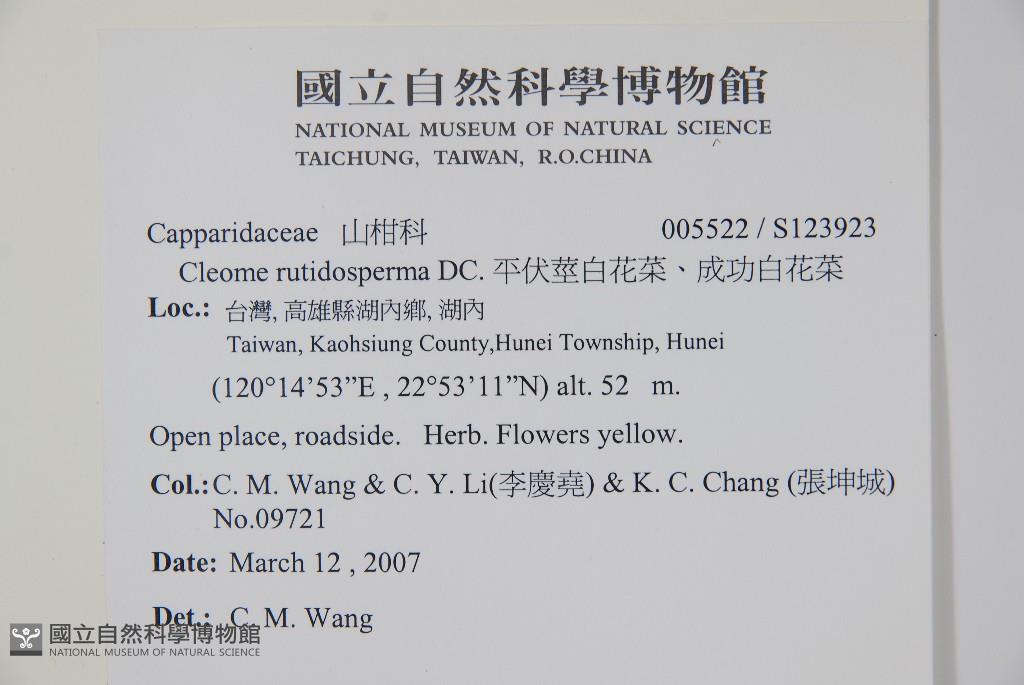 國立自然科學博物館
NATIONAL MUSEUM OF NATURAL SCIENCE
TAICHUNG, TAIWAN, R.O.CHINA
Capparidaceae 山柑科 005522 / S123923
Cleome rutidosperma DC. 平伏莖白花菜、成功白花菜
Loc.: 台灣, 高雄縣湖內鄉, 湖內
Taiwan, Kaohsiung County,Hunei Township, Hunei
(120°14’53”E , 22°53’11”N) alt. 52 m.
Open place, roadside. Herb. Flowers yellow.
Col.: C. M. Wang & C. Y. Li(李慶堯) & K. C. Chang (張坤城)
No.09721
Date: March 12 , 2007
Det.: C. M. Wang
國立自然科學博物館
NATIONAL MUSEUM OF NATURAL SCIENCE